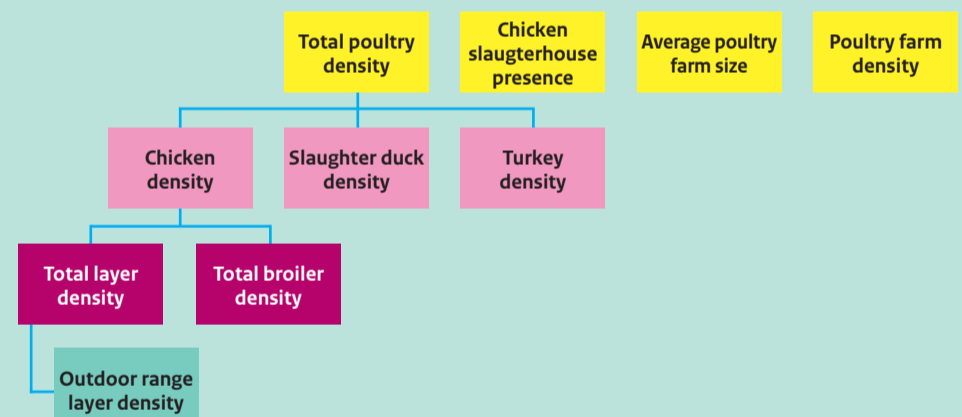 Total poultry
density
Chicken
slaugterhouse
presence
Average poultry
farm size
Poultry farm
density
Chicken
density
Slaughter duck
density
Turkey
density
Total layer
density
Total broiler
density
Outdoor range
layer density